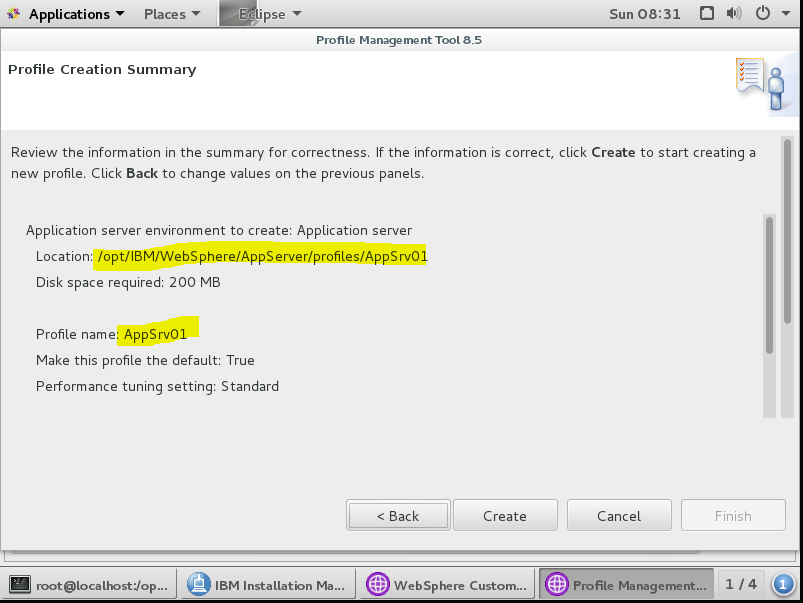 Applications Places Eclipse Sun 08:31
Profile Management Tool 8.5
Profile Creation Summary
Review the information in the summary for correctness. If the information is correct, click Create to start creating a
new profile. Click Back to change values on the previous panels.
Application server environment to create: Application server
Location: /opt/IBM/WebSphere/AppServer/profiles/AppSrv01
Disk space required: 200 MB
Profile name: AppSrv01
Make this profile the default: True
Performance tuning setting: Standard
< Back Create Cancel Finish
root@localhost:/op... IBM Installation Ma... WebSphere Custom... Profile Management... 1 / 4 1